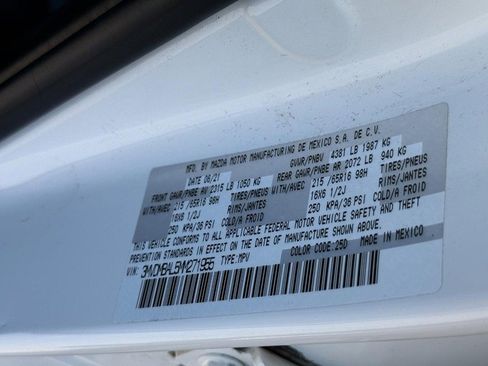 MFD. BY MAZDA MOTOR MANUFACTURING DE MEXICO S.A. DE C.V.
DATE: 08/21 GVWR/PNBV 4381 LB 1987 KG
FRONT GAWR/PNBE AV 2315 LB 1050 KG REAR GAWR/PNBE AR 2072 LB 940 KG
WITH/AVEC 215 /65R16 98H TIRES/PNEUS WITH/AVEC 215 /65R16 98H TIRES/PNEUS
16X6 1/2J RIMS/JANTES 16X6 1/2J RIMS/JANTES
250 KPA/36 PSI COLD/A FROID 250 KPA/36 PSI COLD/A FROID
THIS VEHICLE CONFORMS TO ALL APPLICABLE FEDERAL MOTOR VEHICLE SAFETY AND THEFT
PREVENTION STANDARDS IN EFFECT ON THE DATE OF MANUFACTURE SHOWN ABOVE.
VIN: TYPE:MPV COLOR CODE:25D MADE IN MEXICO